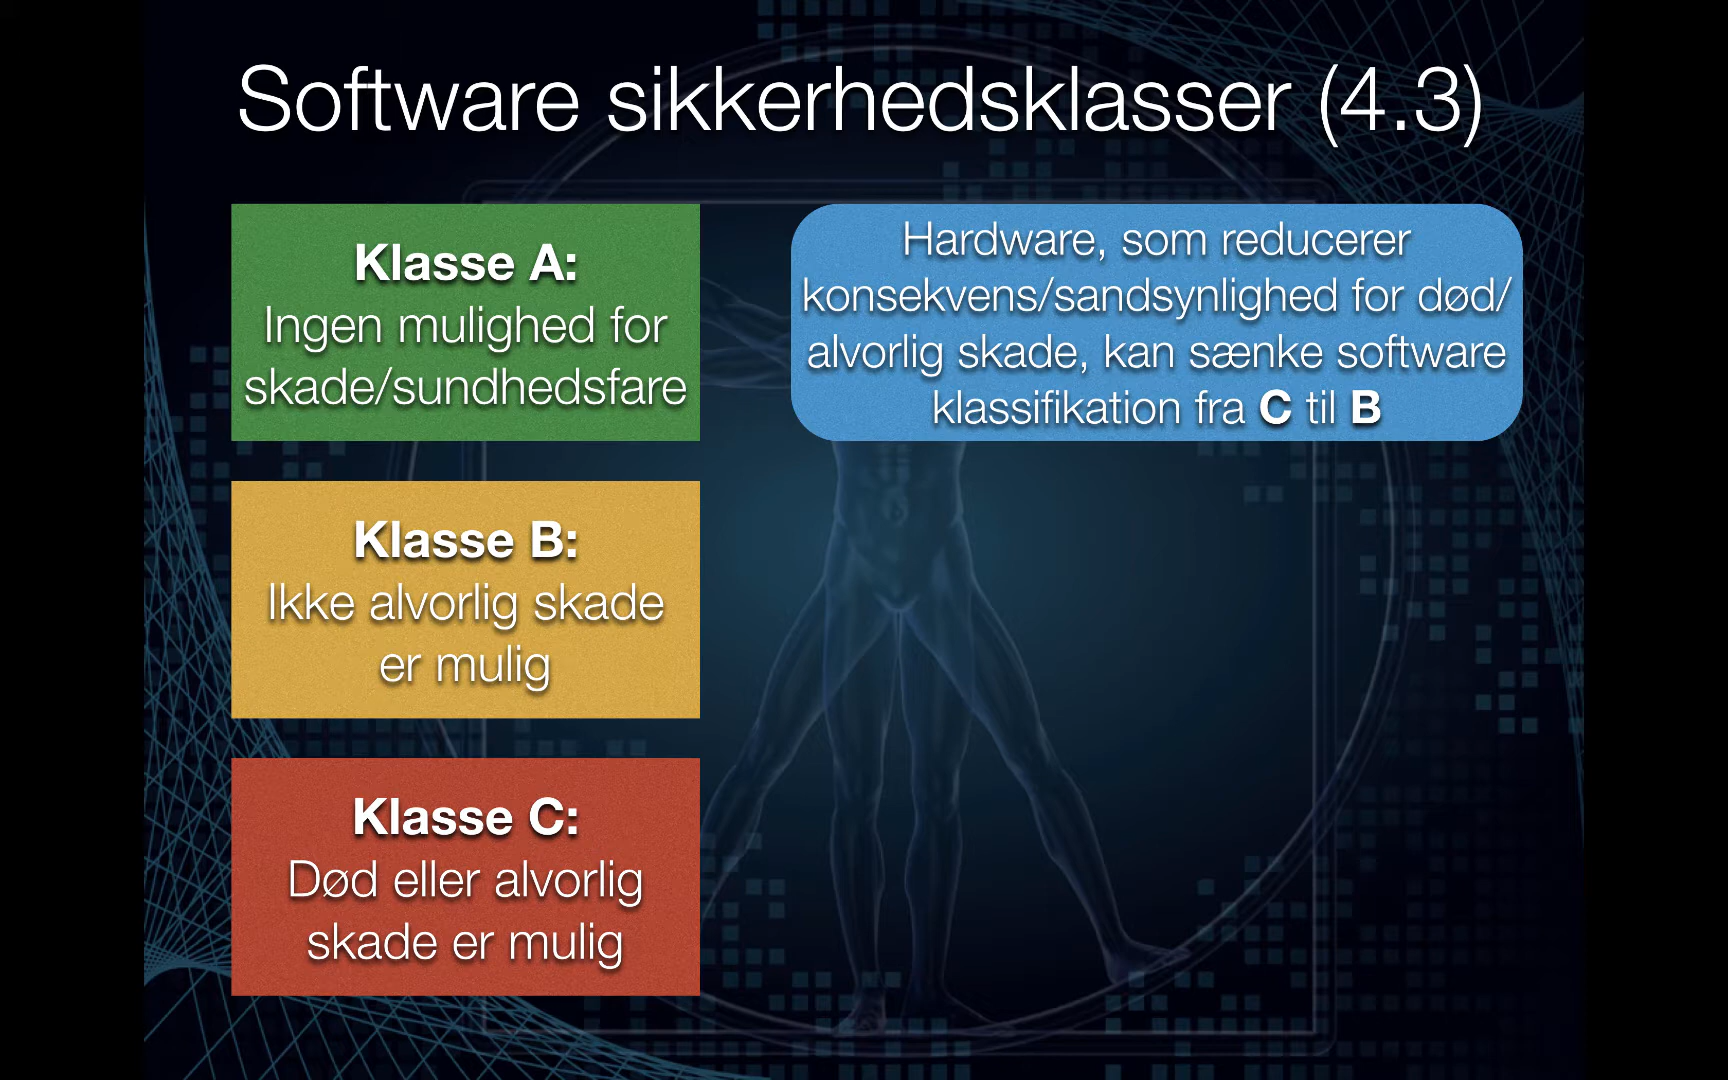 Software sikkerhedsklasser (4.3)
Klasse A:
Ingen mulighed for
skade/sundhedsfare
Hardware, som reducerer
konsekvens/sandsynlighed for død/
alvorlig skade, kan sænke software
klassifikation fra C til B
Klasse B:
Ikke alvorlig skade
er mulig
Klasse C:
Død eller alvorlig
skade er mulig